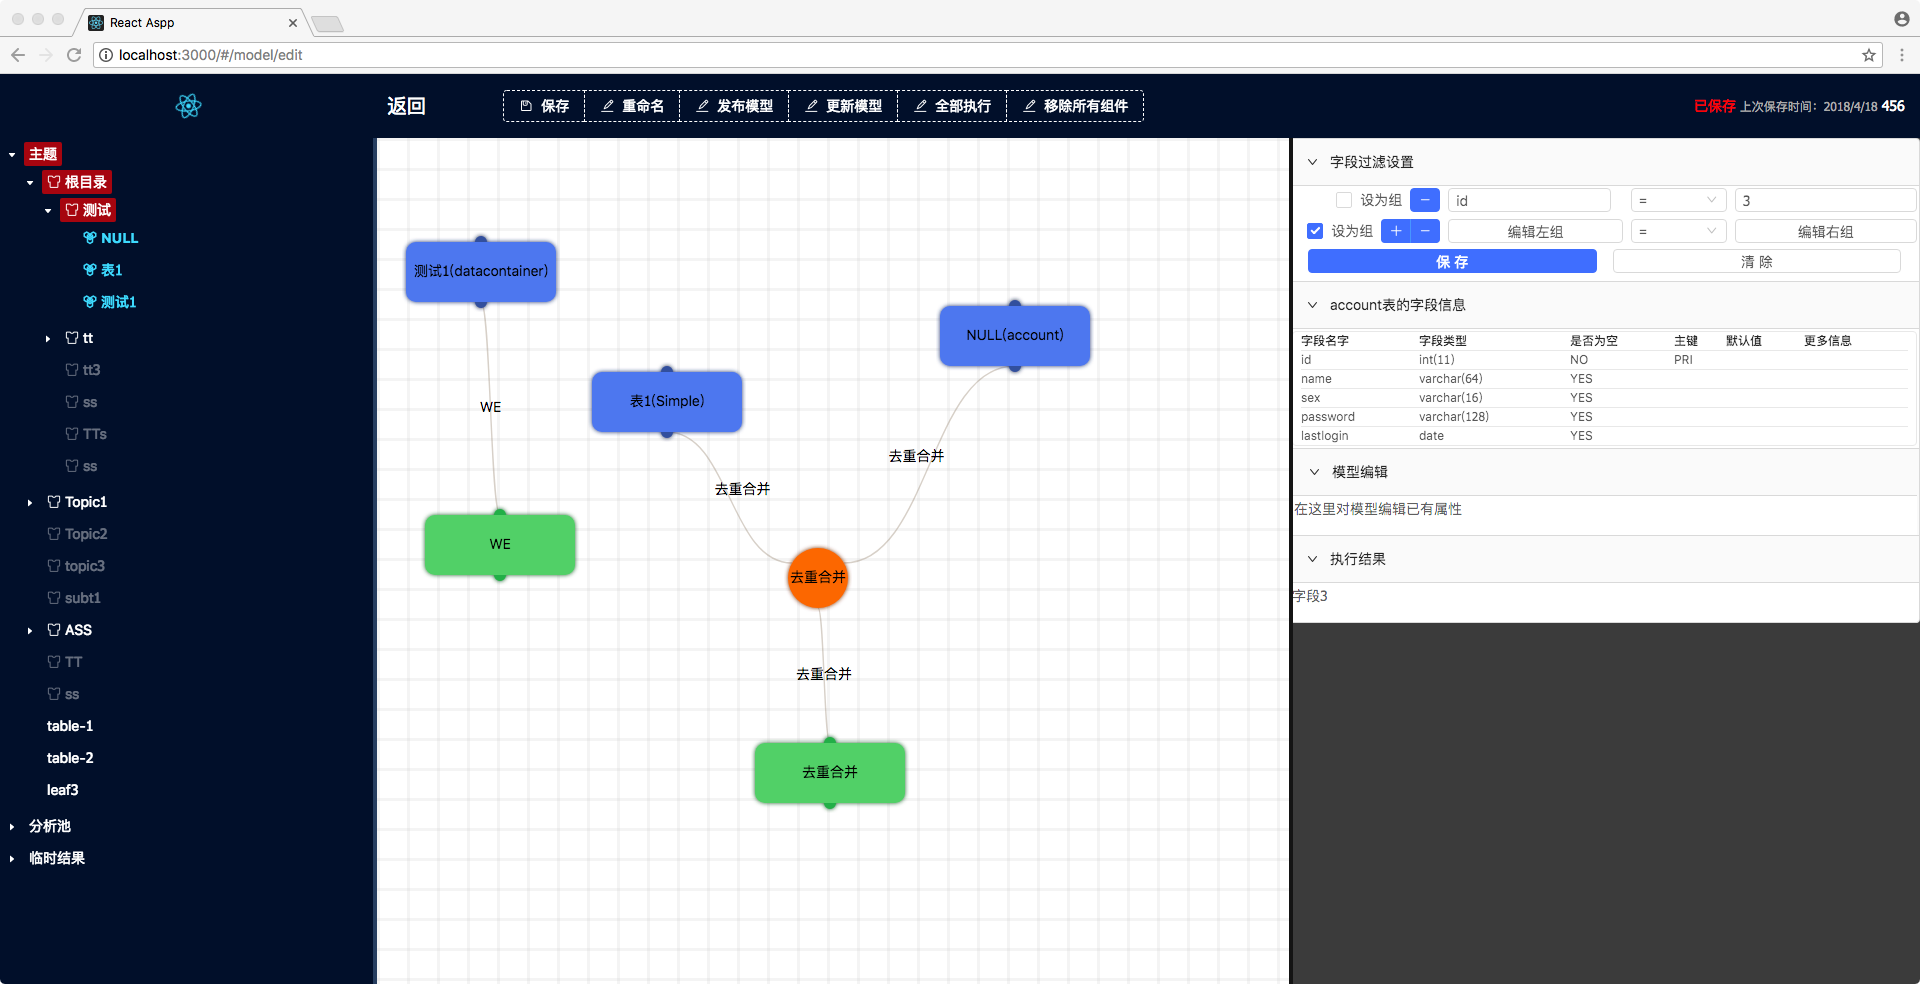 React Aspp
localhost:3000/#/model/edit
返回
保存 重命名 发布模型 更新模型 全部执行 移除所有组件
已保存 上次保存时间：2018/4/18 456
主题
根目录
测试
NULL
表1
测试1
tt
tt3
ss
TTs
ss
Topic1
Topic2
topic3
subt1
ASS
TT
ss
table-1
table-2
leaf3
分析池
临时结果
测试1(datacontainer)
NULL(account)
表1(Simple)
WE
去重合并
去重合并
WE
去重合并
去重合并
去重合并
字段过滤设置
设为组 − id = 3
设为组 + − 编辑左组 = 编辑右组
保 存 清 除
account表的字段信息
字段名字 字段类型 是否为空 主键 默认值 更多信息
id int(11) NO PRI
name varchar(64) YES
sex varchar(16) YES
password varchar(128) YES
lastlogin date YES
模型编辑
在这里对模型编辑已有属性
执行结果
字段3